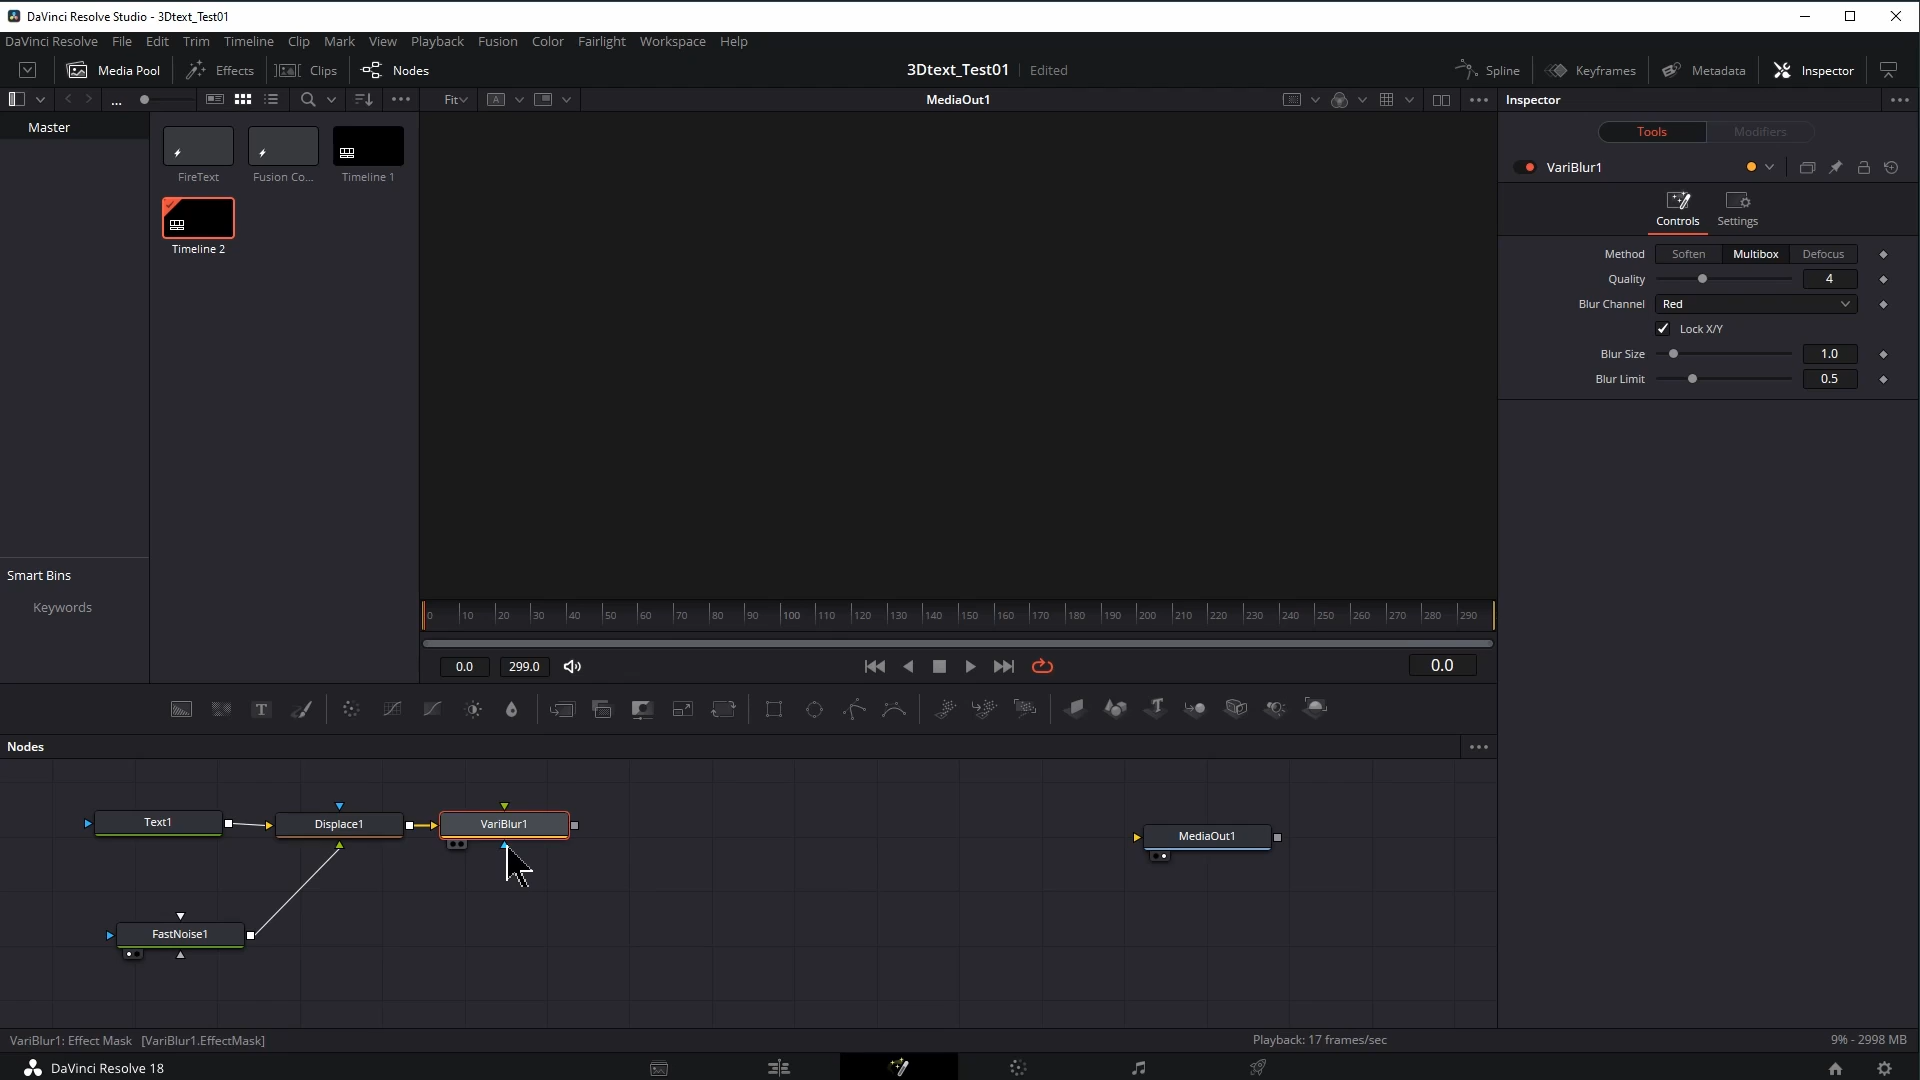 DaVinci Resolve Studio - 3Dtext_Test01
DaVinci Resolve File Edit Trim Timeline Clip Mark View Playback Fusion Color Fairlight Workspace Help
Media Pool Effects Clips Nodes 3Dtext_Test01 Edited Spline Keyframes Metadata Inspector
... Fit A MediaOut1 Inspector
Master
FireText Fusion Co... Timeline 1
Timeline 2
Tools Modifiers
VariBlur1
Controls Settings
Method Soften Multibox Defocus
Quality 4
Blur Channel Red
Lock X/Y
Blur Size 1.0
Blur Limit 0.5
Smart Bins
Keywords
0 10 20 30 40 50 60 70 80 90 100 110 120 130 140 150 160 170 180 190 200 210 220 230 240 250 260 270 280 290
0.0 299.0 0.0
T
Nodes
Text1 Displace1 VariBlur1 MediaOut1
FastNoise1
VariBlur1: Effect Mask [VariBlur1.EffectMask] Playback: 17 frames/sec 9% - 2998 MB
DaVinci Resolve 18